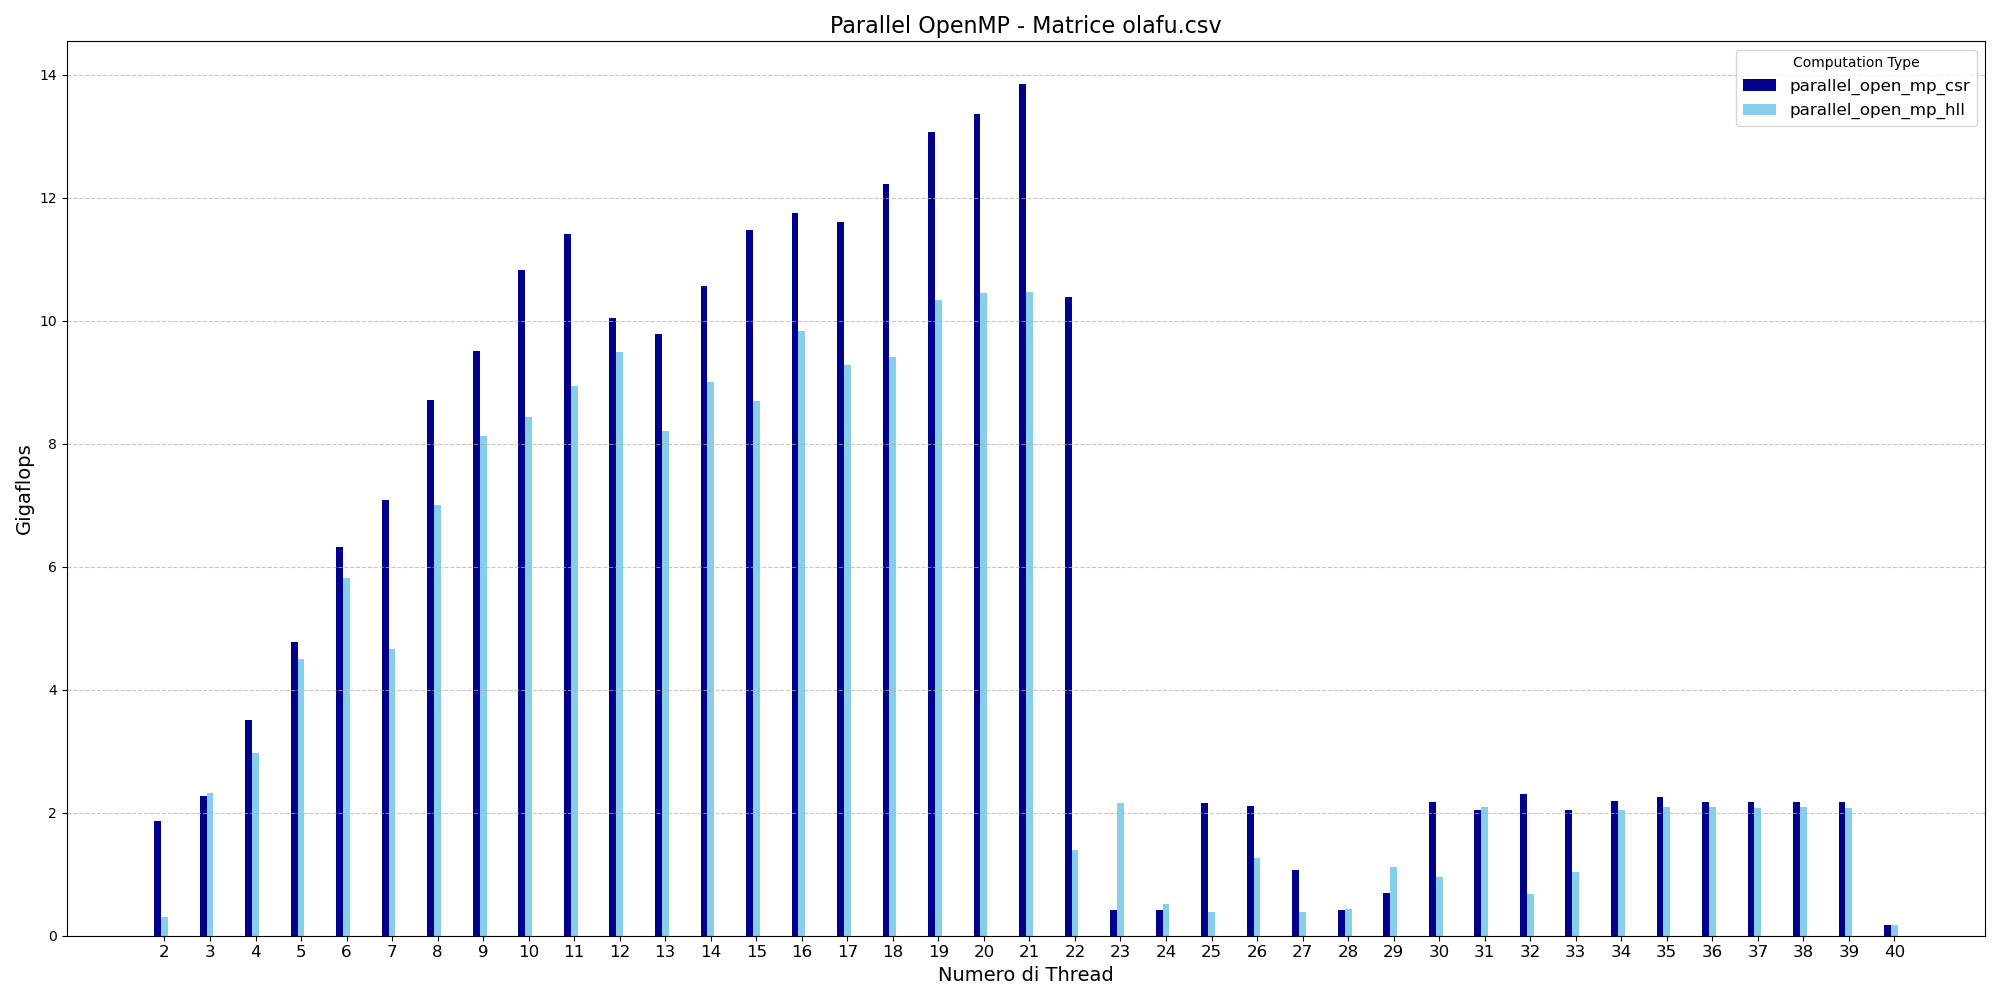 Parallel OpenMP - Matrice olafu.csv
Computation Type
parallel_open_mp_csr
parallel_open_mp_hll
Gigaflops
14
12
10
8
6
4
2
0
2 3 4 5 6 7 8 9 10 11 12 13 14 15 16 17 18 19 20 21 22 23 24 25 26 27 28 29 30 31 32 33 34 35 36 37 38 39 40
Numero di Thread